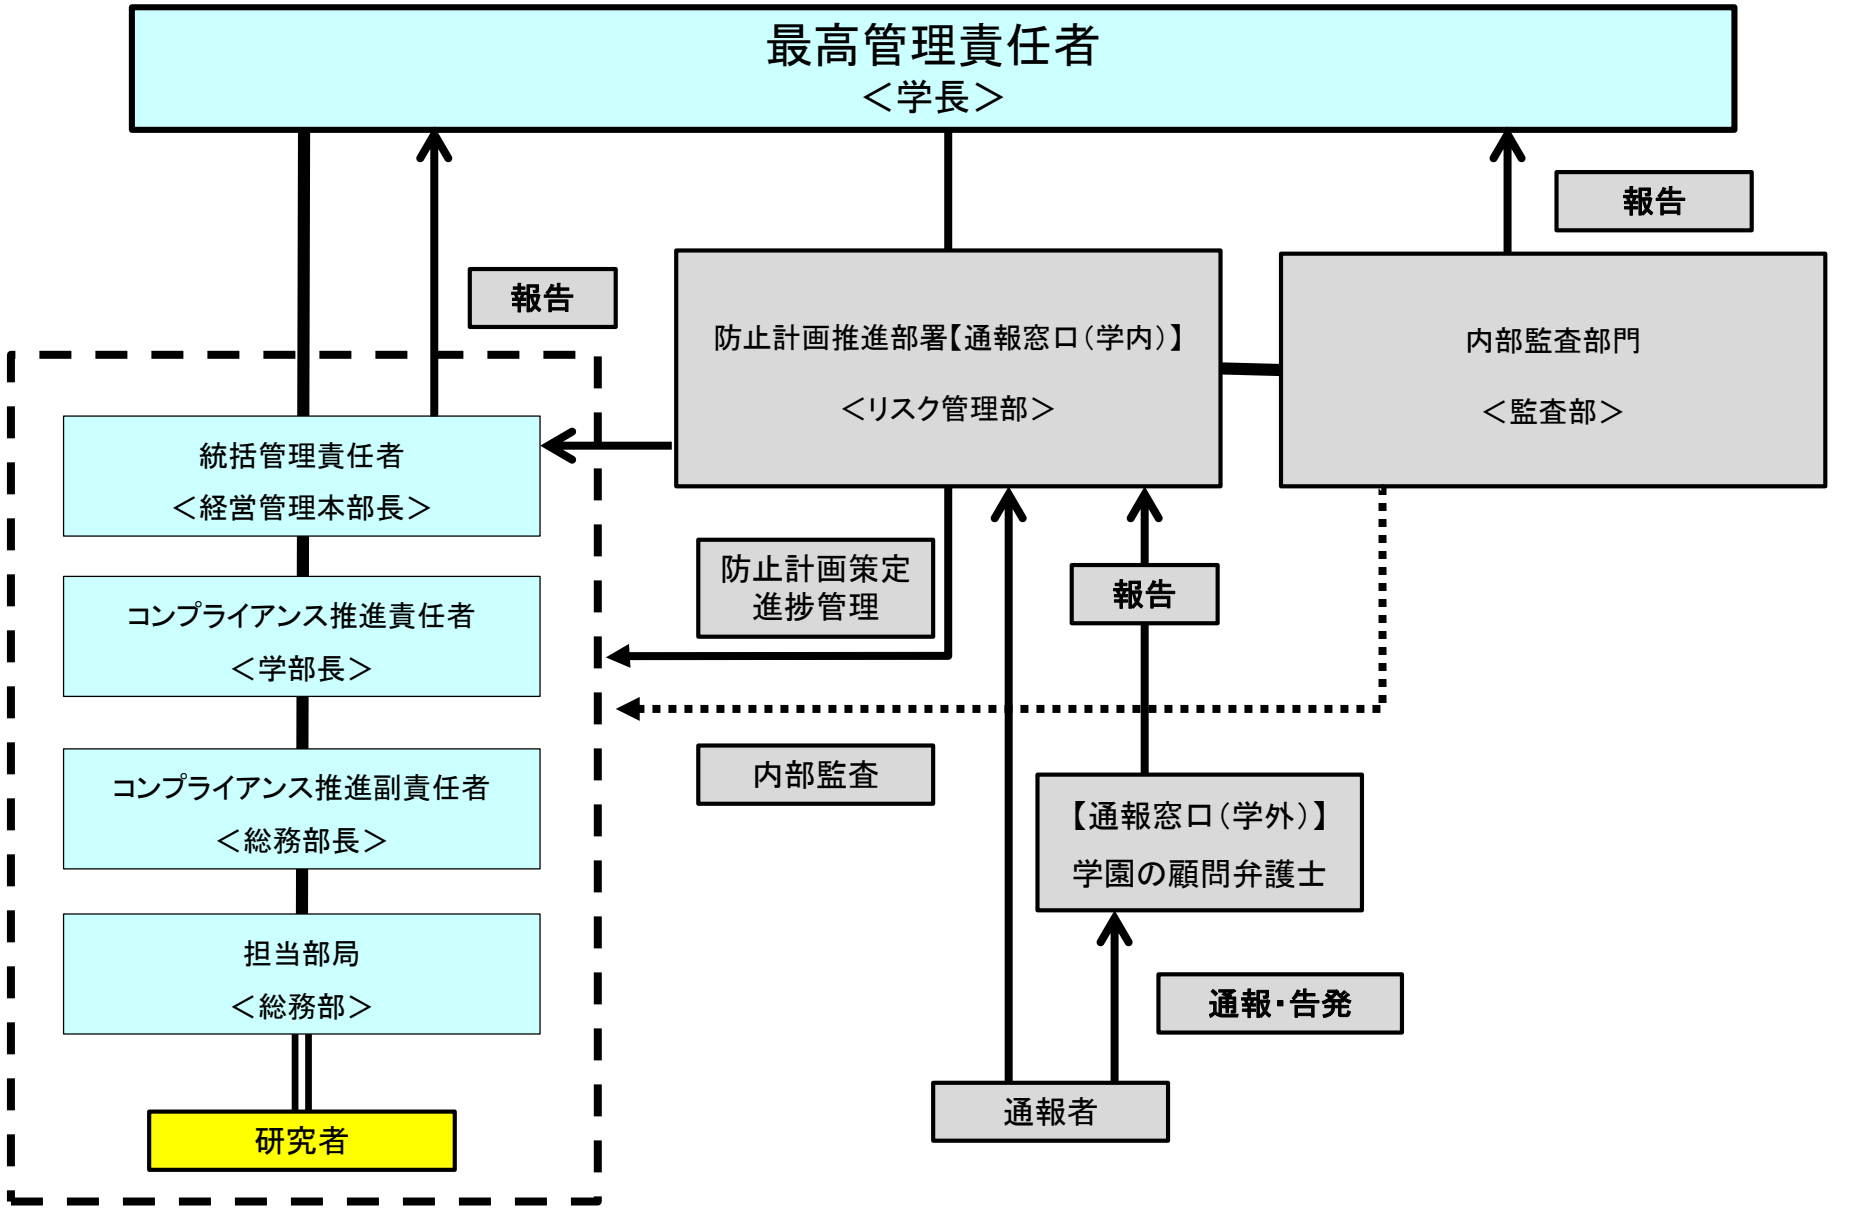 最高管理責任者
＜学長＞
報告
報告
防止計画推進部署【通報窓口（学内）】
＜リスク管理部＞
内部監査部門
＜監査部＞
統括管理責任者
＜経営管理本部長＞
防止計画策定
進捗管理
報告
コンプライアンス推進責任者
＜学部長＞
内部監査
コンプライアンス推進副責任者
＜総務部長＞
【通報窓口（学外）】
学園の顧問弁護士
担当部局
＜総務部＞
通報・告発
通報者
研究者